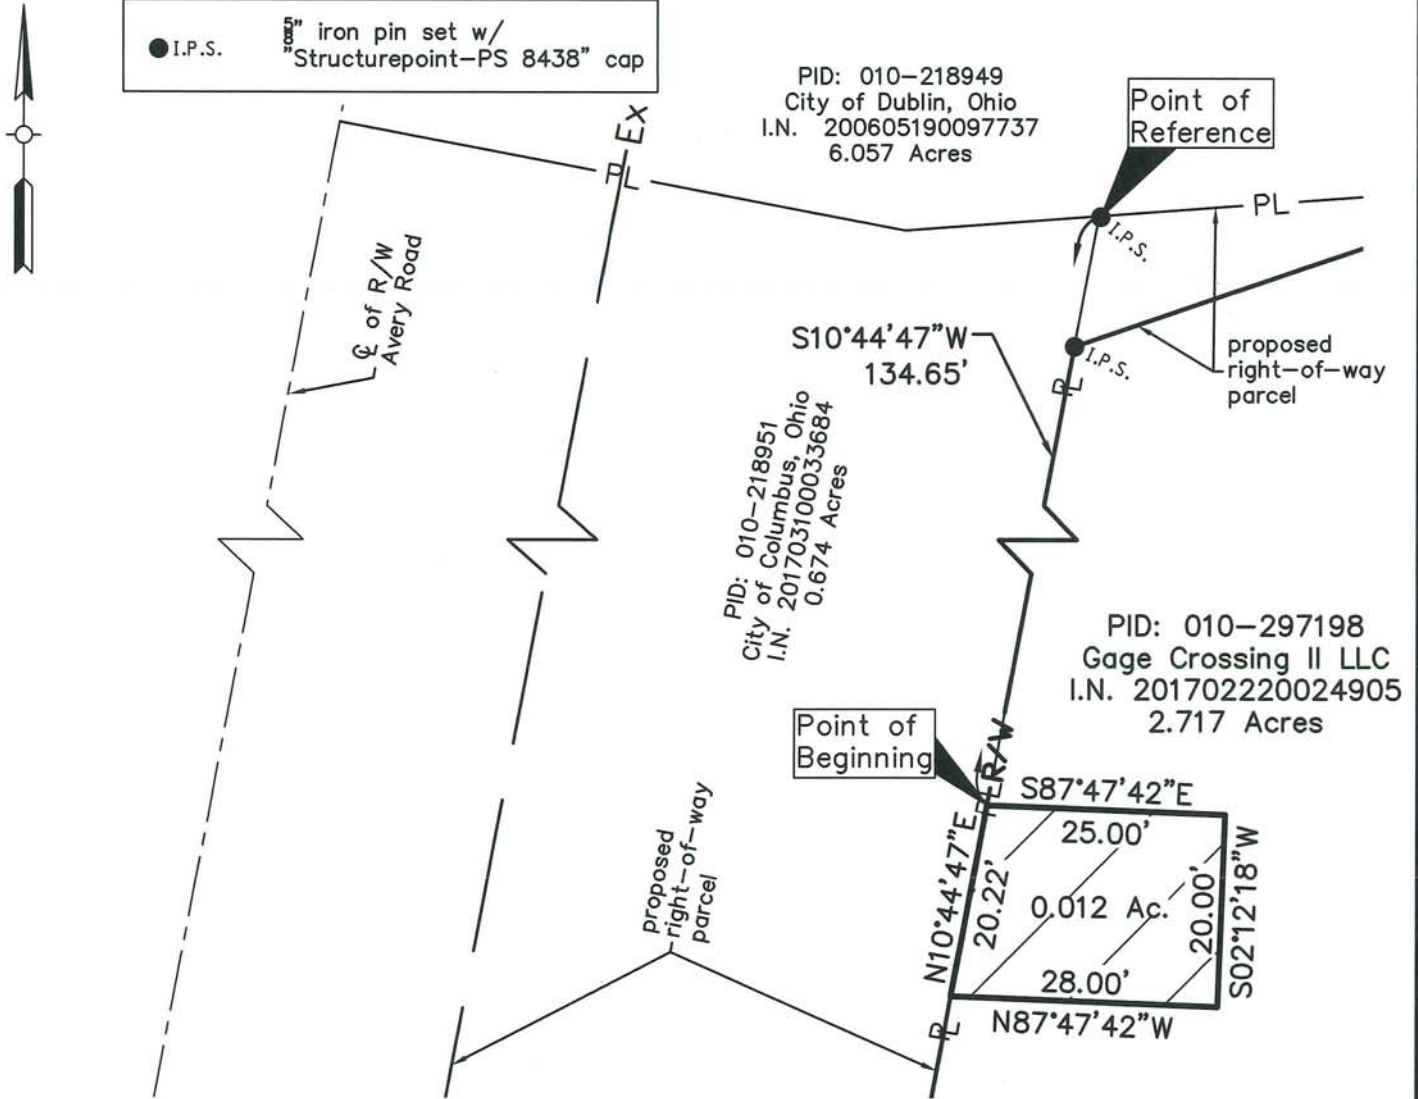 I.P.S.
5/8" iron pin set w/
"Structurepoint-PS 8438" cap
PID: 010-218949
City of Dublin, Ohio
I.N. 200605190097737
6.057 Acres
Point of
Reference
EX
PL
PL
I.P.S.
℄ of R/W
Avery Road
S10°44'47"W
134.65'
I.P.S.
PL
proposed
right-of-way
parcel
PID: 010-218951
City of Columbus, Ohio
I.N. 201703100033684
0.674 Acres
PID: 010-297198
Gage Crossing II LLC
I.N. 201702220024905
2.717 Acres
Point of
Beginning
R/W
PL
S87°47'42"E
25.00'
N10°44'47"E
20.22'
0.012 Ac.
20.00'
S02°12'18"W
28.00'
N87°47'42"W
PL
proposed
right-of-way
parcel